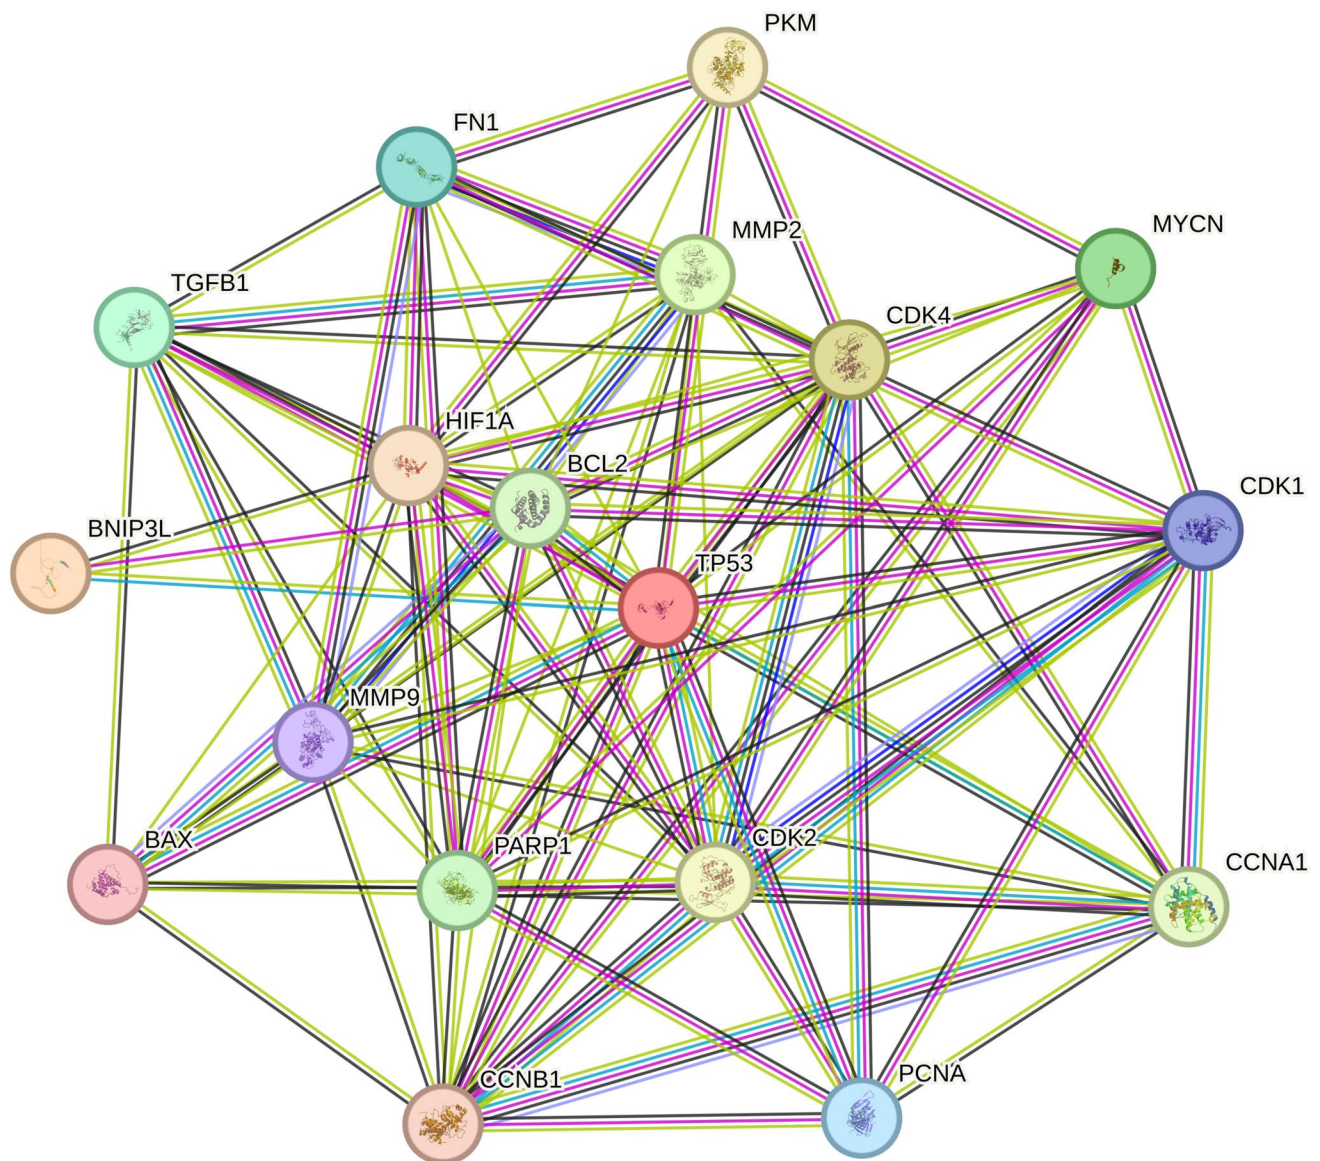 PKM
FN1
MYCN
MMP2
TGFB1
CDK4
HIF1A
BCL2
CDK1
BNIP3L
TP53
MMP9
BAX
PARP1
CDK2
CCNA1
CCNB1
PCNA